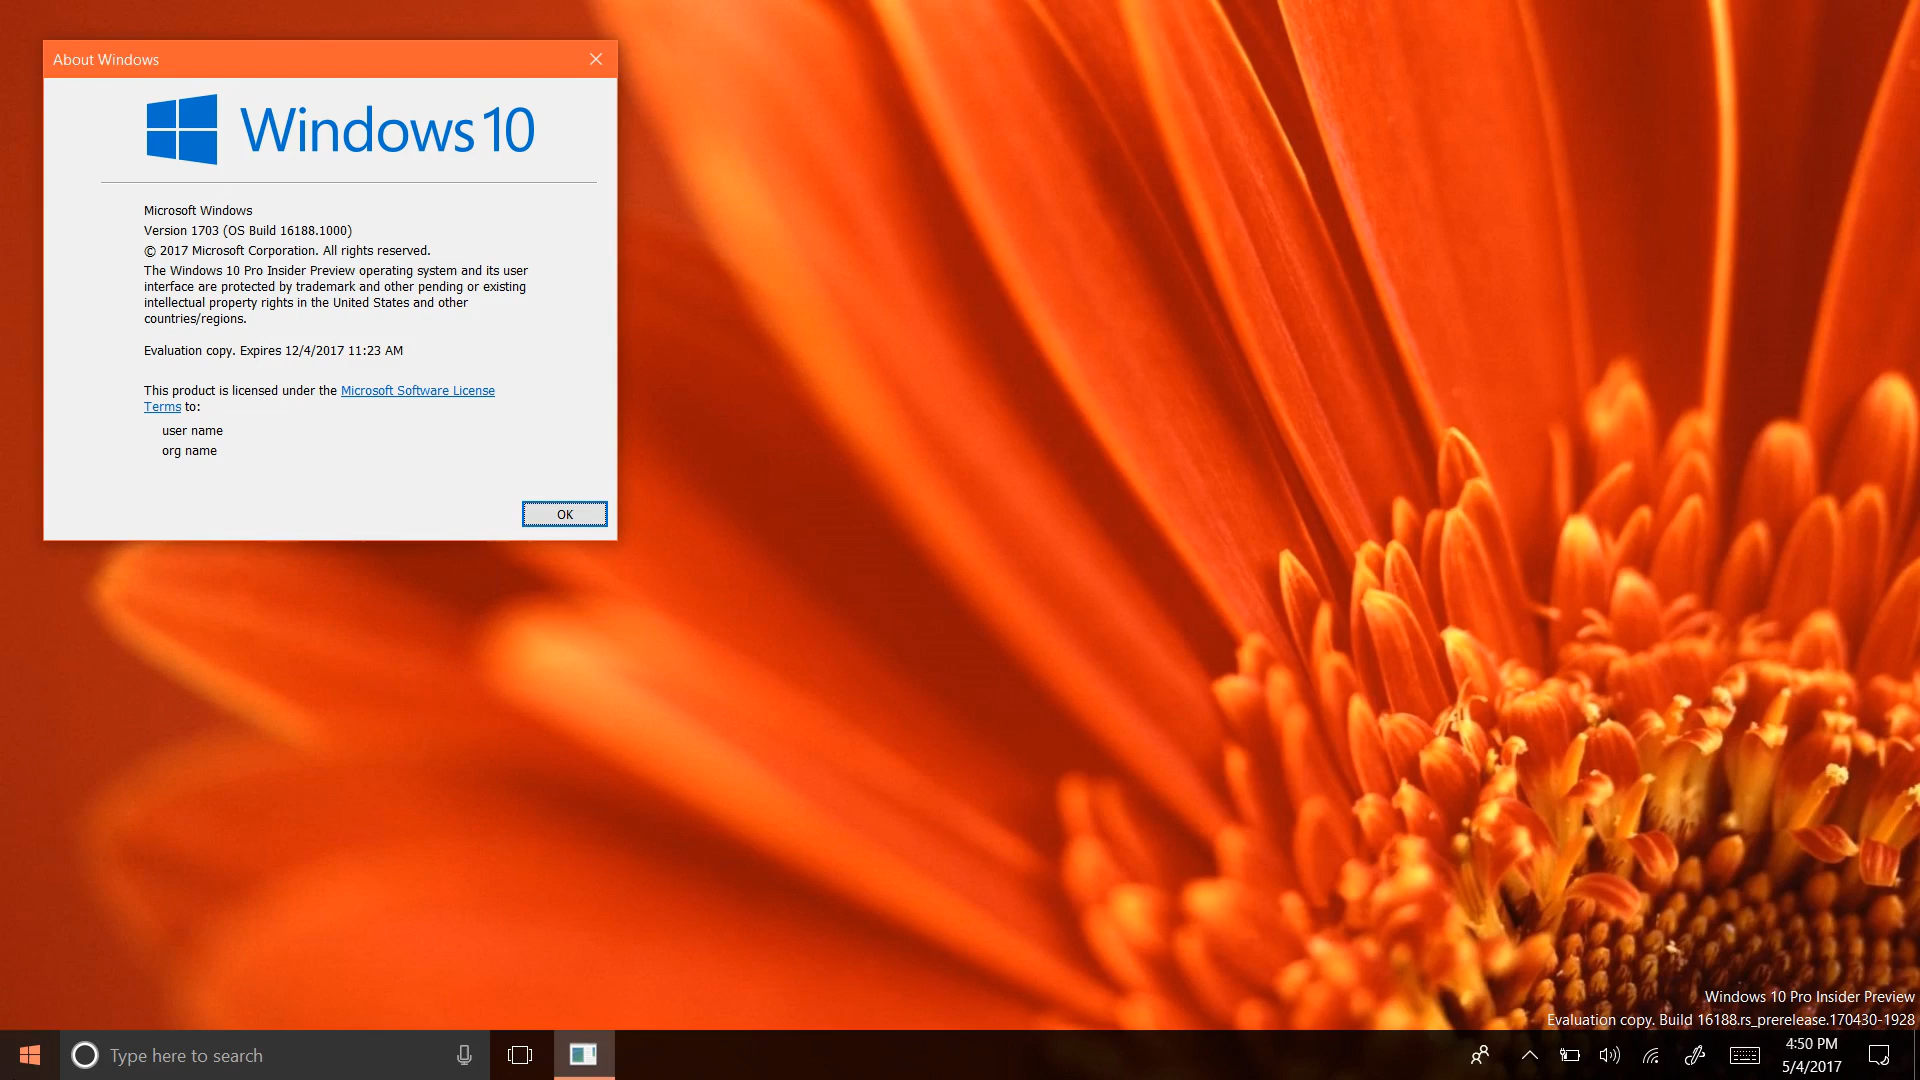 About Windows
Windows 10
Microsoft Windows
Version 1703 (OS Build 16188.1000)
© 2017 Microsoft Corporation. All rights reserved.
The Windows 10 Pro Insider Preview operating system and its user
interface are protected by trademark and other pending or existing
intellectual property rights in the United States and other
countries/regions.
Evaluation copy. Expires 12/4/2017 11:23 AM
This product is licensed under the Microsoft Software License
Terms to:
user name
org name
OK
Windows 10 Pro Insider Preview
Evaluation copy. Build 16188.rs_prerelease.170430-1928
Type here to search
4:50 PM
5/4/2017